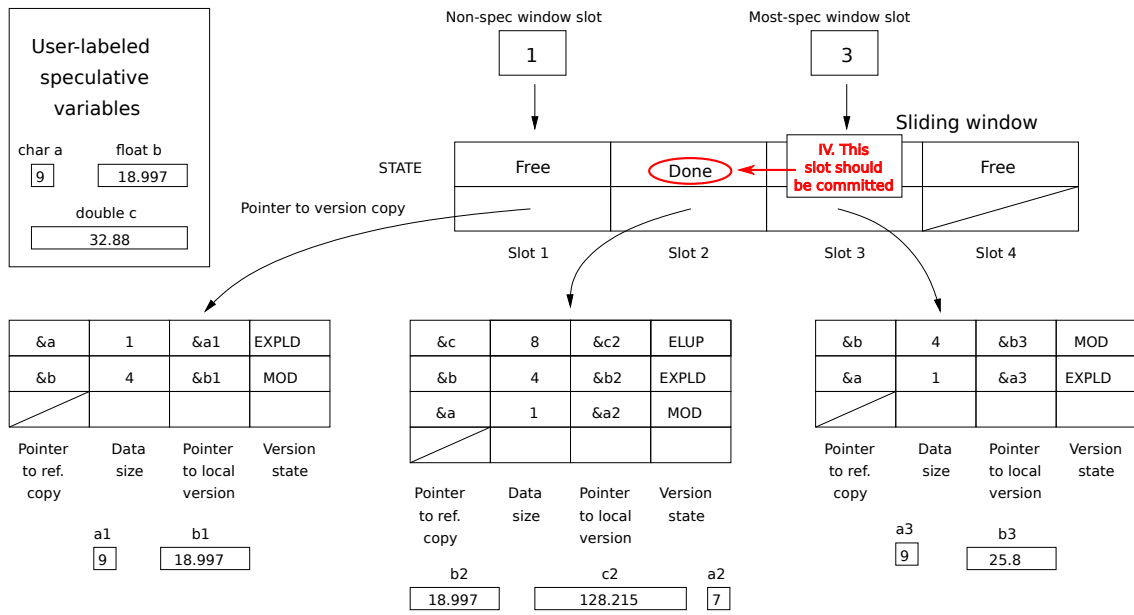 User-labeled
speculative
variables
char a
float b
9
18.997
double c
32.88
Non-spec window slot
Most-spec window slot
1
3
Sliding window
STATE
Free
Done
IV. This
slot should
be committed
Free
Pointer to version copy
Slot 1
Slot 2
Slot 3
Slot 4
&a 1 &a1 EXPLD
&b 4 &b1 MOD
Pointer
to ref.
copy
Data
size
Pointer
to local
version
Version
state
a1
9
b1
18.997
&c 8 &c2 ELUP
&b 4 &b2 EXPLD
&a 1 &a2 MOD
Pointer
to ref.
copy
Data
size
Pointer
to local
version
Version
state
b2
18.997
c2
128.215
a2
7
&b 4 &b3 MOD
&a 1 &a3 EXPLD
Pointer
to ref.
copy
Data
size
Pointer
to local
version
Version
state
a3
9
b3
25.8